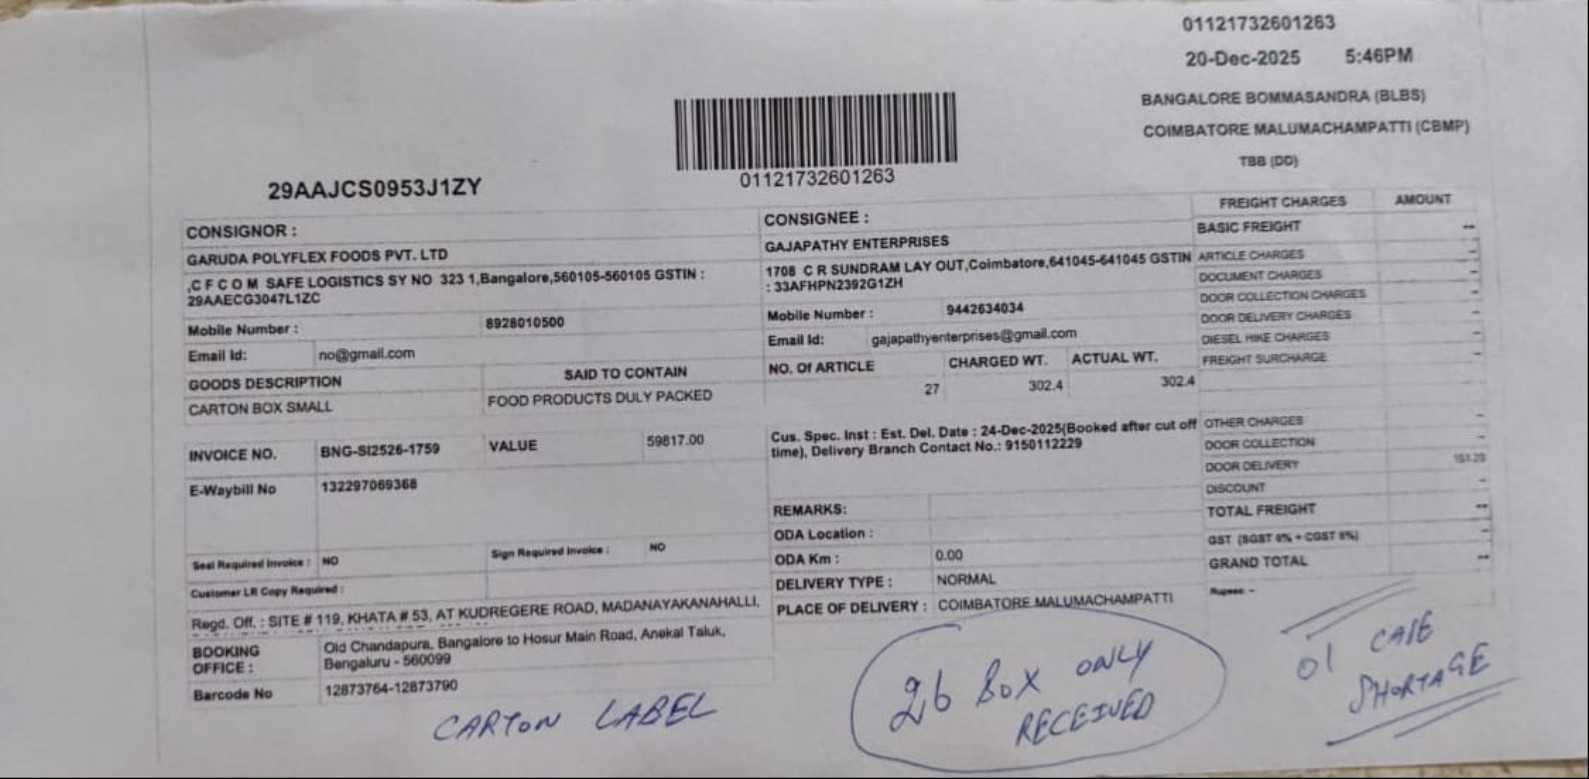 01121732601263
20-Dec-2025 5:46PM
BANGALORE BOMMASANDRA (BLBS)
COIMBATORE MALUMACHAMPATTI (CBMP)
TBB (DD)
01121732601263
29AAJCS0953J1ZY
CONSIGNOR :
GARUDA POLYFLEX FOODS PVT. LTD
,C F C O M SAFE LOGISTICS SY NO 323 1,Bangalore,560105-560105 GSTIN :
29AAECG3047L1ZC
Mobile Number : 8928010500
Email Id: no@gmail.com
GOODS DESCRIPTION SAID TO CONTAIN
CARTON BOX SMALL FOOD PRODUCTS DULY PACKED
INVOICE NO. BNG-SI2526-1759 VALUE 59817.00
E-Waybill No 132297069368
Seal Required Invoice : NO Sign Required Invoice : NO
Customer LR Copy Required :
Regd. Off. : SITE # 119, KHATA # 53, AT KUDREGERE ROAD, MADANAYAKANAHALLI,
BOOKING OFFICE : Old Chandapura, Bangalore to Hosur Main Road, Anekal Taluk,
Bengaluru - 560099
Barcode No 12873764-12873790
CONSIGNEE :
GAJAPATHY ENTERPRISES
1708 C R SUNDRAM LAY OUT,Coimbatore,641045-641045 GSTIN
: 33AFHPN2392G1ZH
Mobile Number : 9442634034
Email Id: gajapathyenterprises@gmail.com
NO. Of ARTICLE CHARGED WT. ACTUAL WT.
27 302.4 302.4
Cus. Spec. Inst : Est. Del. Date : 24-Dec-2025(Booked after cut off
time), Delivery Branch Contact No.: 9150112229
REMARKS:
ODA Location :
ODA Km : 0.00
DELIVERY TYPE : NORMAL
PLACE OF DELIVERY : COIMBATORE MALUMACHAMPATTI
FREIGHT CHARGES AMOUNT
BASIC FREIGHT --
ARTICLE CHARGES -
DOCUMENT CHARGES -
DOOR COLLECTION CHARGES -
DOOR DELIVERY CHARGES -
DIESEL HIKE CHARGES -
FREIGHT SURCHARGE -
OTHER CHARGES -
DOOR COLLECTION -
DOOR DELIVERY
DISCOUNT -
TOTAL FREIGHT --
GST (SGST 6% + CGST 6%) -
GRAND TOTAL --
Rupees: -
CARTON LABEL
26 BOX ONLY
RECEIVED
01 CASE
SHORTAGE